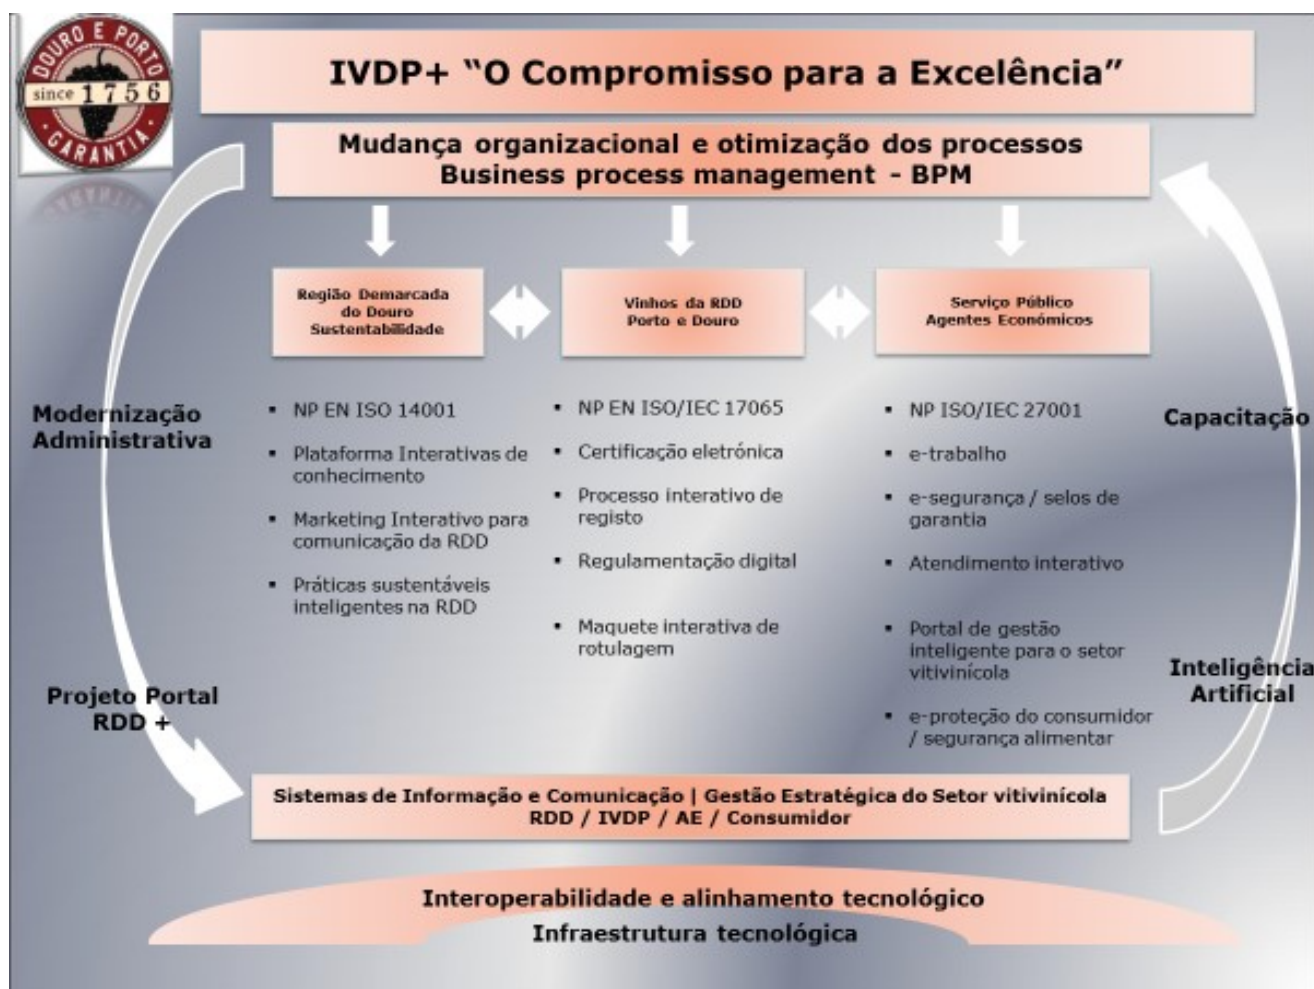 DOURO E PORTO
since 1756
GARANTIA
IVDP+ “O Compromisso para a Excelência”
Mudança organizacional e otimização dos processos
Business process management - BPM
Região Demarcada
do Douro
Sustentabilidade
Vinhos da RDD
Porto e Douro
Serviço Público
Agentes Económicos
Modernização
Administrativa
▪ NP EN ISO 14001
▪ Plataforma Interativas de
conhecimento
▪ Marketing Interativo para
comunicação da RDD
▪ Práticas sustentáveis
inteligentes na RDD
▪ NP EN ISO/IEC 17065
▪ Certificação eletrónica
▪ Processo interativo de
registo
▪ Regulamentação digital
▪ Maquete interativa de
rotulagem
▪ NP ISO/IEC 27001
▪ e-trabalho
▪ e-segurança / selos de
garantia
▪ Atendimento interativo
▪ Portal de gestão
inteligente para o setor
vitivinícola
▪ e-proteção do consumidor
/ segurança alimentar
Capacitação
Projeto Portal
RDD +
Inteligência
Artificial
Sistemas de Informação e Comunicação | Gestão Estratégica do Setor vitivinícola
RDD / IVDP / AE / Consumidor
Interoperabilidade e alinhamento tecnológico
Infraestrutura tecnológica